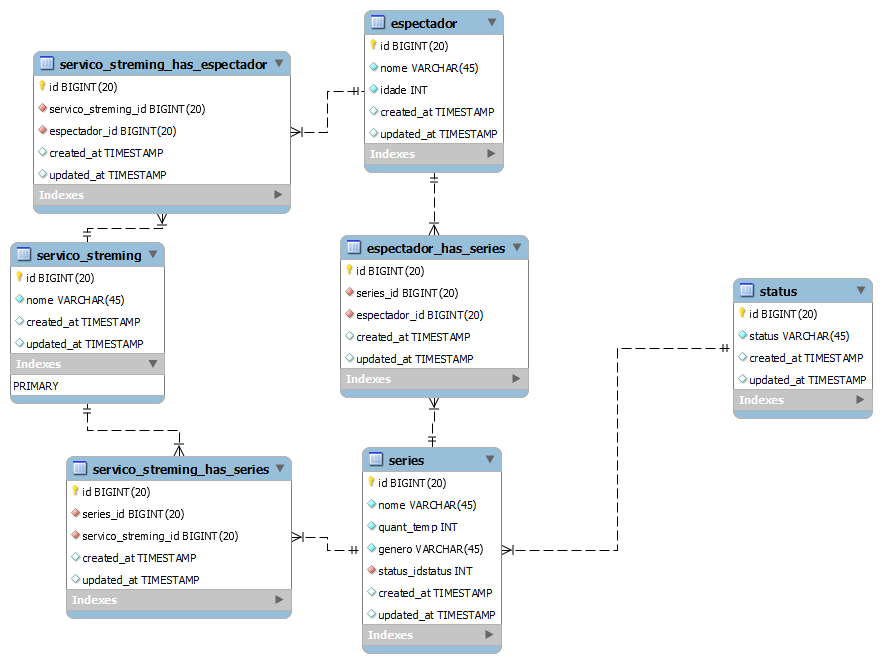 espectador
id BIGINT(20)
nome VARCHAR(45)
idade INT
created_at TIMESTAMP
updated_at TIMESTAMP
Indexes
servico_streming_has_espectador
id BIGINT(20)
servico_streming_id BIGINT(20)
espectador_id BIGINT(20)
created_at TIMESTAMP
updated_at TIMESTAMP
Indexes
servico_streming
id BIGINT(20)
nome VARCHAR(45)
created_at TIMESTAMP
updated_at TIMESTAMP
Indexes
PRIMARY
espectador_has_series
id BIGINT(20)
series_id BIGINT(20)
espectador_id BIGINT(20)
created_at TIMESTAMP
updated_at TIMESTAMP
Indexes
status
id BIGINT(20)
status VARCHAR(45)
created_at TIMESTAMP
updated_at TIMESTAMP
Indexes
servico_streming_has_series
id BIGINT(20)
series_id BIGINT(20)
servico_streming_id BIGINT(20)
created_at TIMESTAMP
updated_at TIMESTAMP
Indexes
series
id BIGINT(20)
nome VARCHAR(45)
quant_temp INT
genero VARCHAR(45)
status_idstatus INT
created_at TIMESTAMP
updated_at TIMESTAMP
Indexes